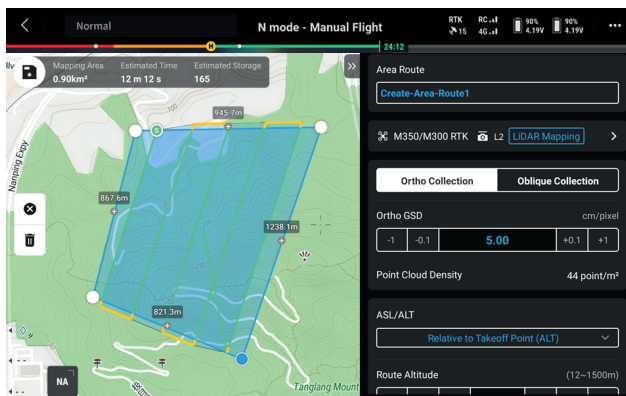 Normal
N mode - Manual Flight
RTK
15
RC
4G
90%
4.19V
90%
4.19V
H
24:12
Mapping Area
0.90km²
Estimated Time
12 m 12 s
Estimated Storage
165
100
945.7m
S
Nanping Expy
867.6m
1238.1m
821.3m
NA
Tanglang Mount
Area Route
Create-Area-Route1
M350/M300 RTK
L2
LiDAR Mapping
Ortho Collection
Oblique Collection
Ortho GSD
cm/pixel
-1
-0.1
5.00
+0.1
+1
Point Cloud Density
44 point/m²
ASL/ALT
Relative to Takeoff Point (ALT)
Route Altitude
(12~1500m)